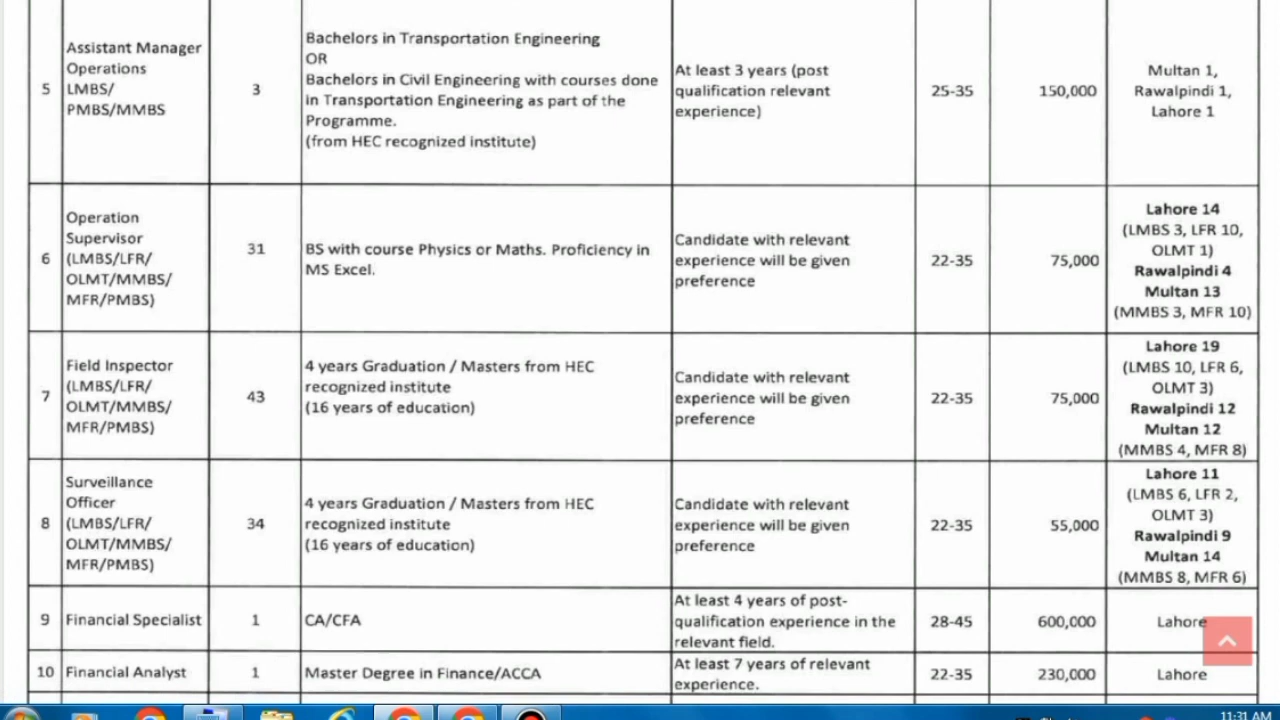 5
Assistant Manager
Operations
LMBS/
PMBS/MMBS
3
Bachelors in Transportation Engineering
OR
Bachelors in Civil Engineering with courses done
in Transportation Engineering as part of the
Programme.
(from HEC recognized institute)
At least 3 years (post
qualification relevant
experience)
25-35
150,000
Multan 1,
Rawalpindi 1,
Lahore 1
6
Operation
Supervisor
(LMBS/LFR/
OLMT/MMBS/
MFR/PMBS)
31
BS with course Physics or Maths. Proficiency in
MS Excel.
Candidate with relevant
experience will be given
preference
22-35
75,000
Lahore 14
(LMBS 3, LFR 10,
OLMT 1)
Rawalpindi 4
Multan 13
(MMBS 3, MFR 10)
7
Field Inspector
(LMBS/LFR/
OLMT/MMBS/
MFR/PMBS)
43
4 years Graduation / Masters from HEC
recognized institute
(16 years of education)
Candidate with relevant
experience will be given
preference
22-35
75,000
Lahore 19
(LMBS 10, LFR 6,
OLMT 3)
Rawalpindi 12
Multan 12
(MMBS 4, MFR 8)
8
Surveillance
Officer
(LMBS/LFR/
OLMT/MMBS/
MFR/PMBS)
34
4 years Graduation / Masters from HEC
recognized institute
(16 years of education)
Candidate with relevant
experience will be given
preference
22-35
55,000
Lahore 11
(LMBS 6, LFR 2,
OLMT 3)
Rawalpindi 9
Multan 14
(MMBS 8, MFR 6)
9
Financial Specialist
1
CA/CFA
At least 4 years of post-
qualification experience in the
relevant field.
28-45
600,000
Lahore
10
Financial Analyst
1
Master Degree in Finance/ACCA
At least 7 years of relevant
experience.
22-35
230,000
Lahore
11:31 AM